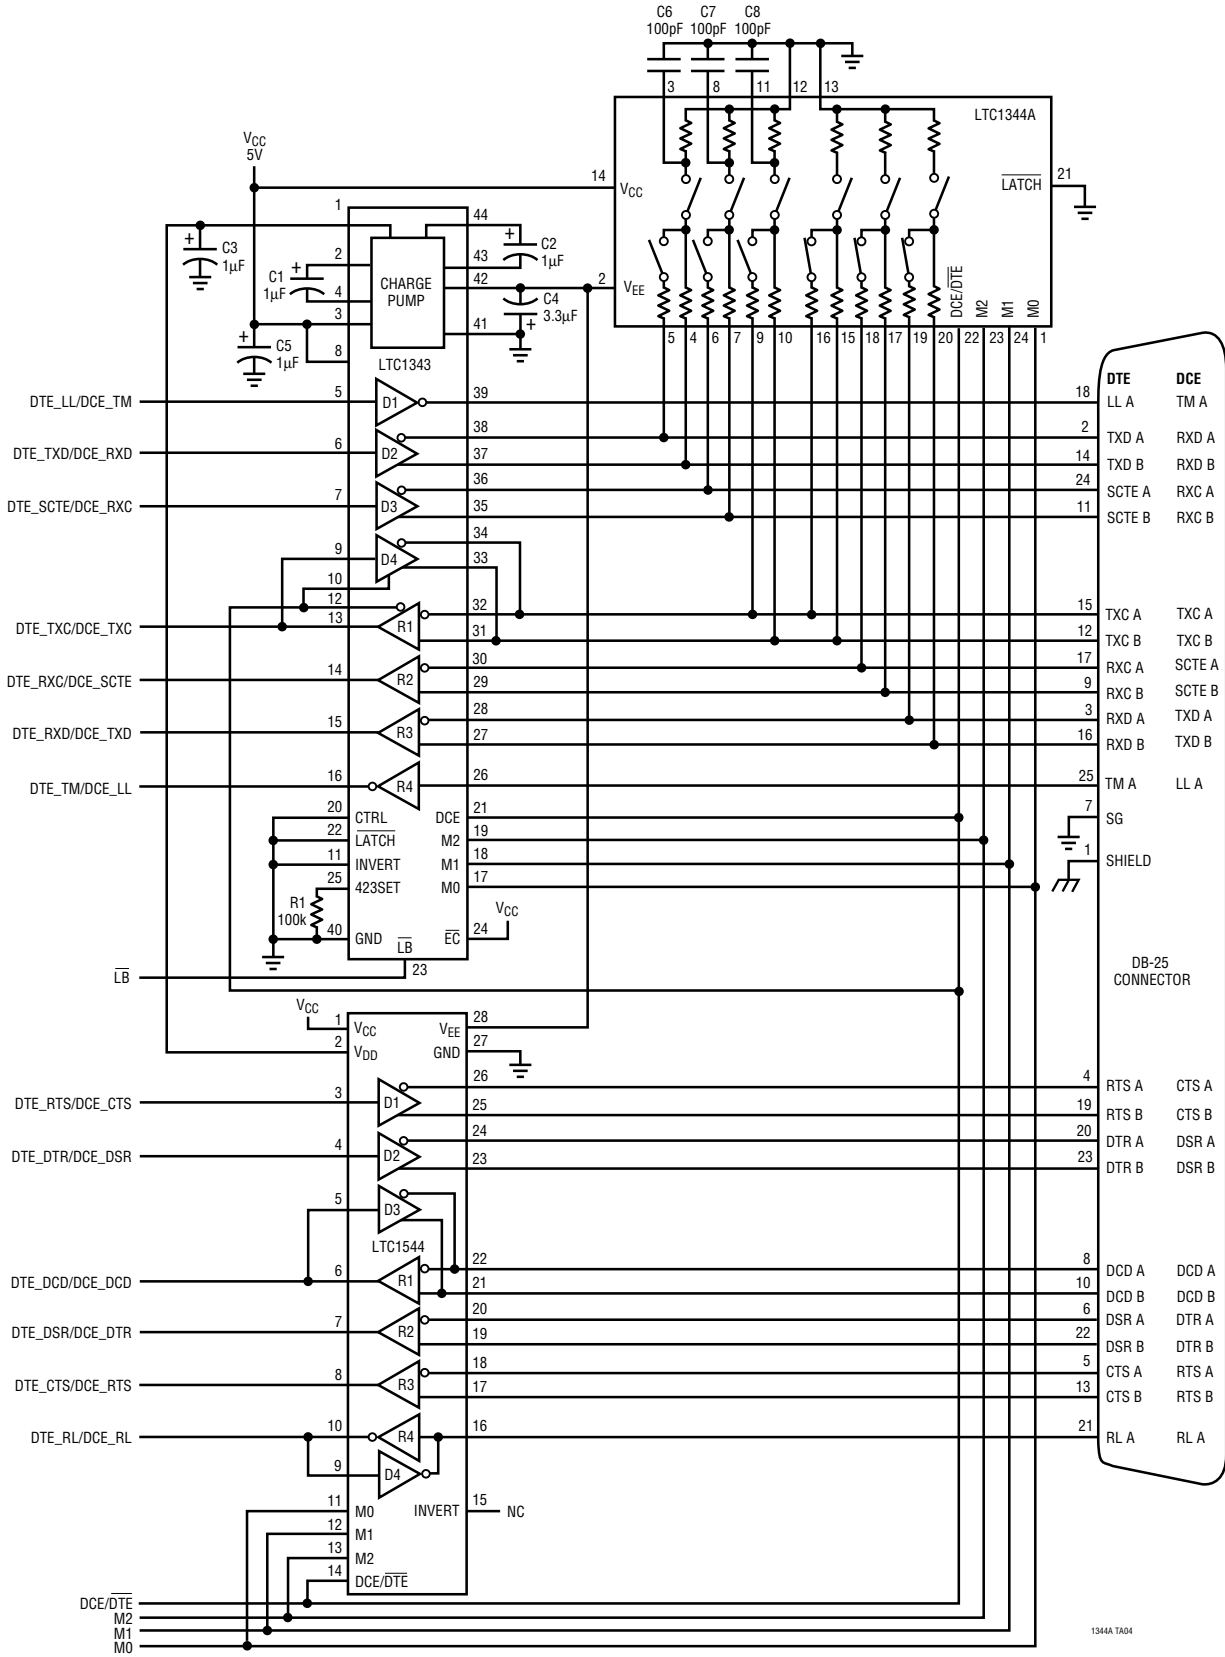 C6 C7 C8
100pF 100pF 100pF
3 8 11 12 13
LTC1344A
VCC
5V
14 VCC
LATCH 21
1 44
C3
1µF
+
C2
1µF
+
2 43
C1
1µF
+
CHARGE
PUMP
42
2 VEE
4
C4
3.3µF
+
3 41
DCE/DTE M2 M1 M0
C5
1µF
+
8
LTC1343
5 4 6 7 9 10 16 15 18 17 19 20 22 23 24 1
DTE DCE
DTE_LL/DCE_TM 5 D1 39 18 LL A TM A
38 2 TXD A RXD A
DTE_TXD/DCE_RXD 6 D2 37 14 TXD B RXD B
36 24 SCTE A RXC A
DTE_SCTE/DCE_RXC 7 D3 35 11 SCTE B RXC B
34
9 D4 33
10
12 32 15 TXC A TXC A
DTE_TXC/DCE_TXC 13 R1 31 12 TXC B TXC B
30 17 RXC A SCTE A
DTE_RXC/DCE_SCTE 14 R2 29 9 RXC B SCTE B
28 3 RXD A TXD A
DTE_RXD/DCE_TXD 15 R3 27 16 RXD B TXD B
DTE_TM/DCE_LL 16 R4 26 25 TM A LL A
20 CTRL DCE 21 7 SG
22 LATCH M2 19
11 INVERT M1 18 1 SHIELD
25 423SET M0 17
R1
100k
VCC
40 GND LB EC 24
23
LB
DB-25
CONNECTOR
VCC
1 VCC VEE 28
2 VDD GND 27
26 4 RTS A CTS A
DTE_RTS/DCE_CTS 3 D1 25 19 RTS B CTS B
24 20 DTR A DSR A
DTE_DTR/DCE_DSR 4 D2 23 23 DTR B DSR B
5 D3
LTC1544
22 8 DCD A DCD A
DTE_DCD/DCE_DCD 6 R1 21 10 DCD B DCD B
20 6 DSR A DTR A
DTE_DSR/DCE_DTR 7 R2 19 22 DSR B DTR B
18 5 CTS A RTS A
DTE_CTS/DCE_RTS 8 R3 17 13 CTS B RTS B
DTE_RL/DCE_RL 10 R4 16 21 RL A RL A
9 D4
11 M0 INVERT 15 NC
12 M1
13 M2
14 DCE/DTE
DCE/DTE
M2
M1
M0
1344A TA04